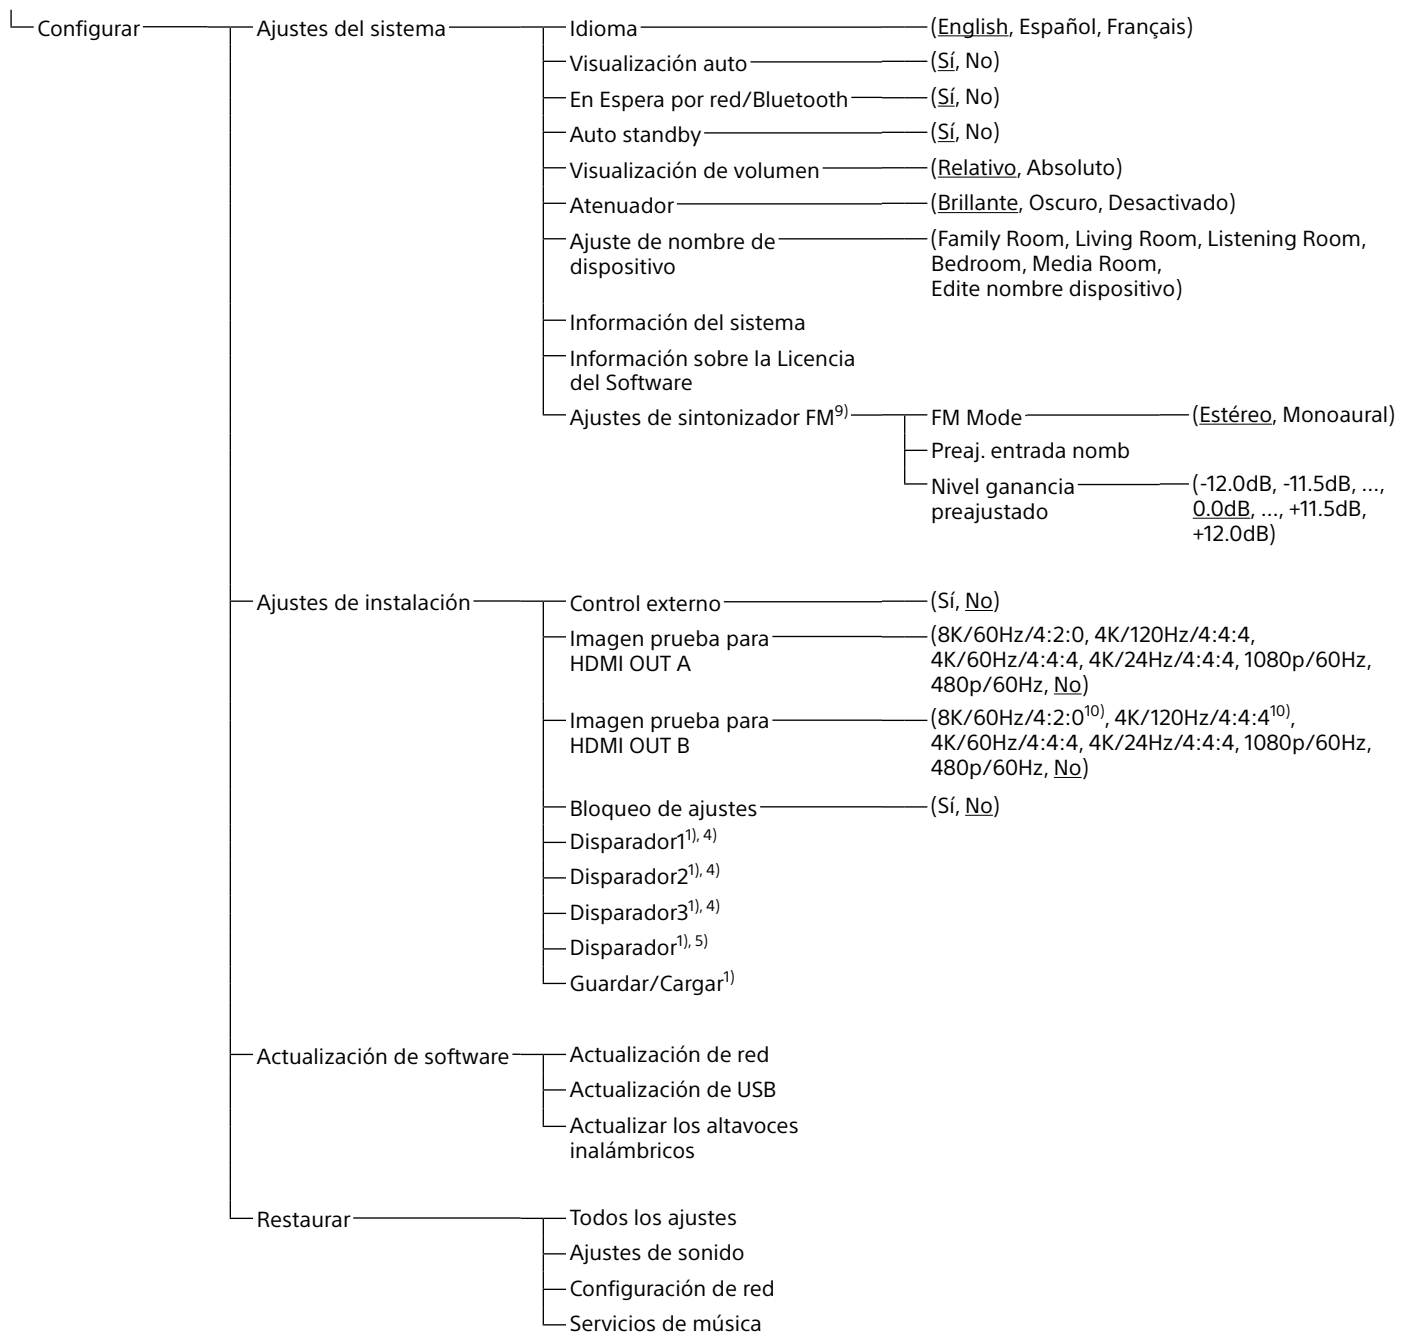 Configurar
Ajustes del sistema
Idioma
(English, Español, Français)
Visualización auto
(Sí, No)
En Espera por red/Bluetooth
(Sí, No)
Auto standby
(Sí, No)
Visualización de volumen
(Relativo, Absoluto)
Atenuador
(Brillante, Oscuro, Desactivado)
Ajuste de nombre de
dispositivo
(Family Room, Living Room, Listening Room,
Bedroom, Media Room,
Edite nombre dispositivo)
Información del sistema
Información sobre la Licencia
del Software
Ajustes de sintonizador FM9)
FM Mode
(Estéreo, Monoaural)
Preaj. entrada nomb
Nivel ganancia
preajustado
(-12.0dB, -11.5dB, ...,
0.0dB, ..., +11.5dB,
+12.0dB)
Ajustes de instalación
Control externo
(Sí, No)
Imagen prueba para
HDMI OUT A
(8K/60Hz/4:2:0, 4K/120Hz/4:4:4,
4K/60Hz/4:4:4, 4K/24Hz/4:4:4, 1080p/60Hz,
480p/60Hz, No)
Imagen prueba para
HDMI OUT B
(8K/60Hz/4:2:010), 4K/120Hz/4:4:410),
4K/60Hz/4:4:4, 4K/24Hz/4:4:4, 1080p/60Hz,
480p/60Hz, No)
Bloqueo de ajustes
(Sí, No)
Disparador11), 4)
Disparador21), 4)
Disparador31), 4)
Disparador1), 5)
Guardar/Cargar1)
Actualización de software
Actualización de red
Actualización de USB
Actualizar los altavoces
inalámbricos
Restaurar
Todos los ajustes
Ajustes de sonido
Configuración de red
Servicios de música